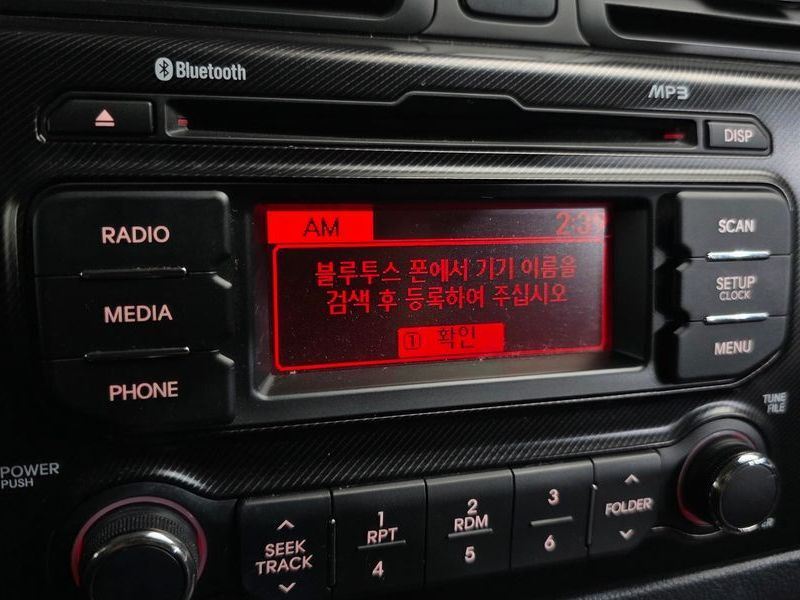 Bluetooth
MP3
DISP
RADIO
MEDIA
PHONE
AM
블루투스 폰에서 기기 이름을
검색 후 등록하여 주십시오
① 확인
SCAN
SETUP
CLOCK
MENU
TUNE
FILE
POWER
PUSH
SEEK
TRACK
1
RPT
4
2
RDM
5
3
6
FOLDER